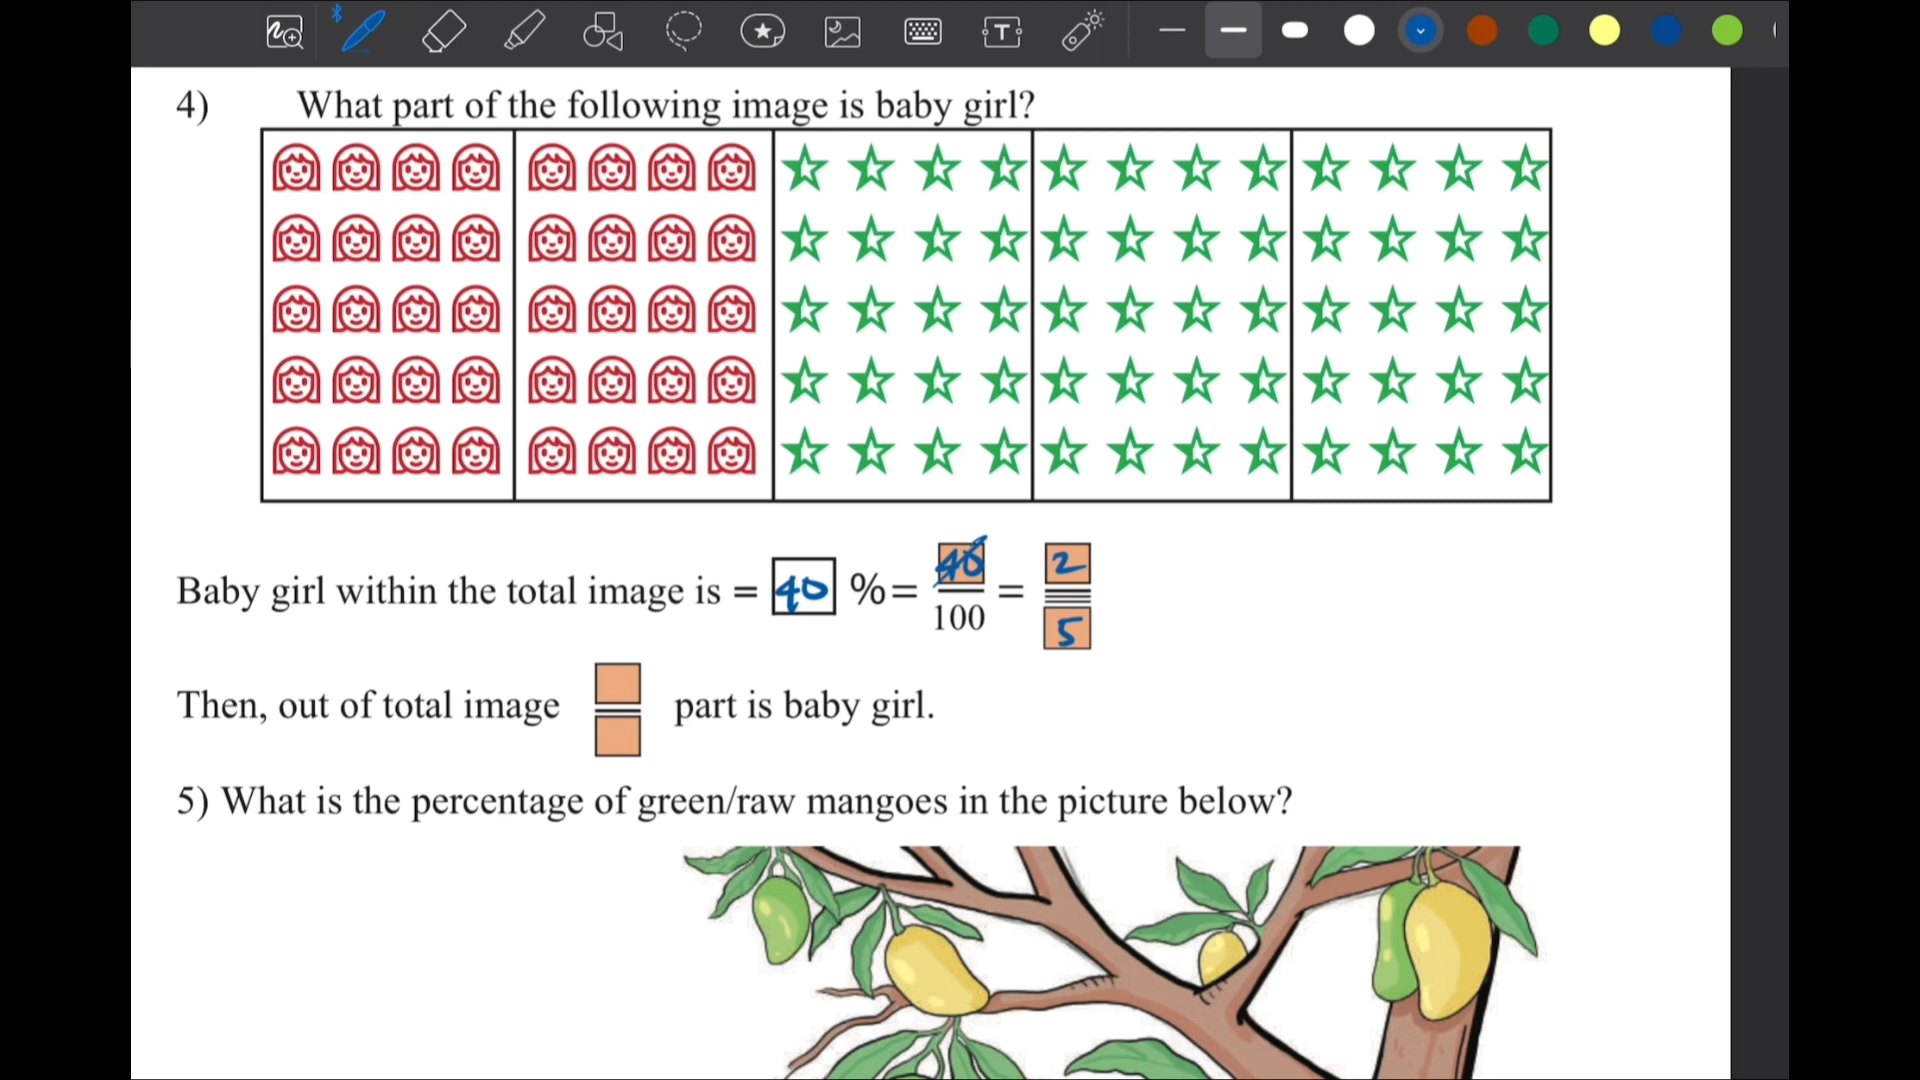 4) What part of the following image is baby girl?
Baby girl within the total image is = 40 % = 40/100 = 2/5
Then, out of total image part is baby girl.
5) What is the percentage of green/raw mangoes in the picture below?